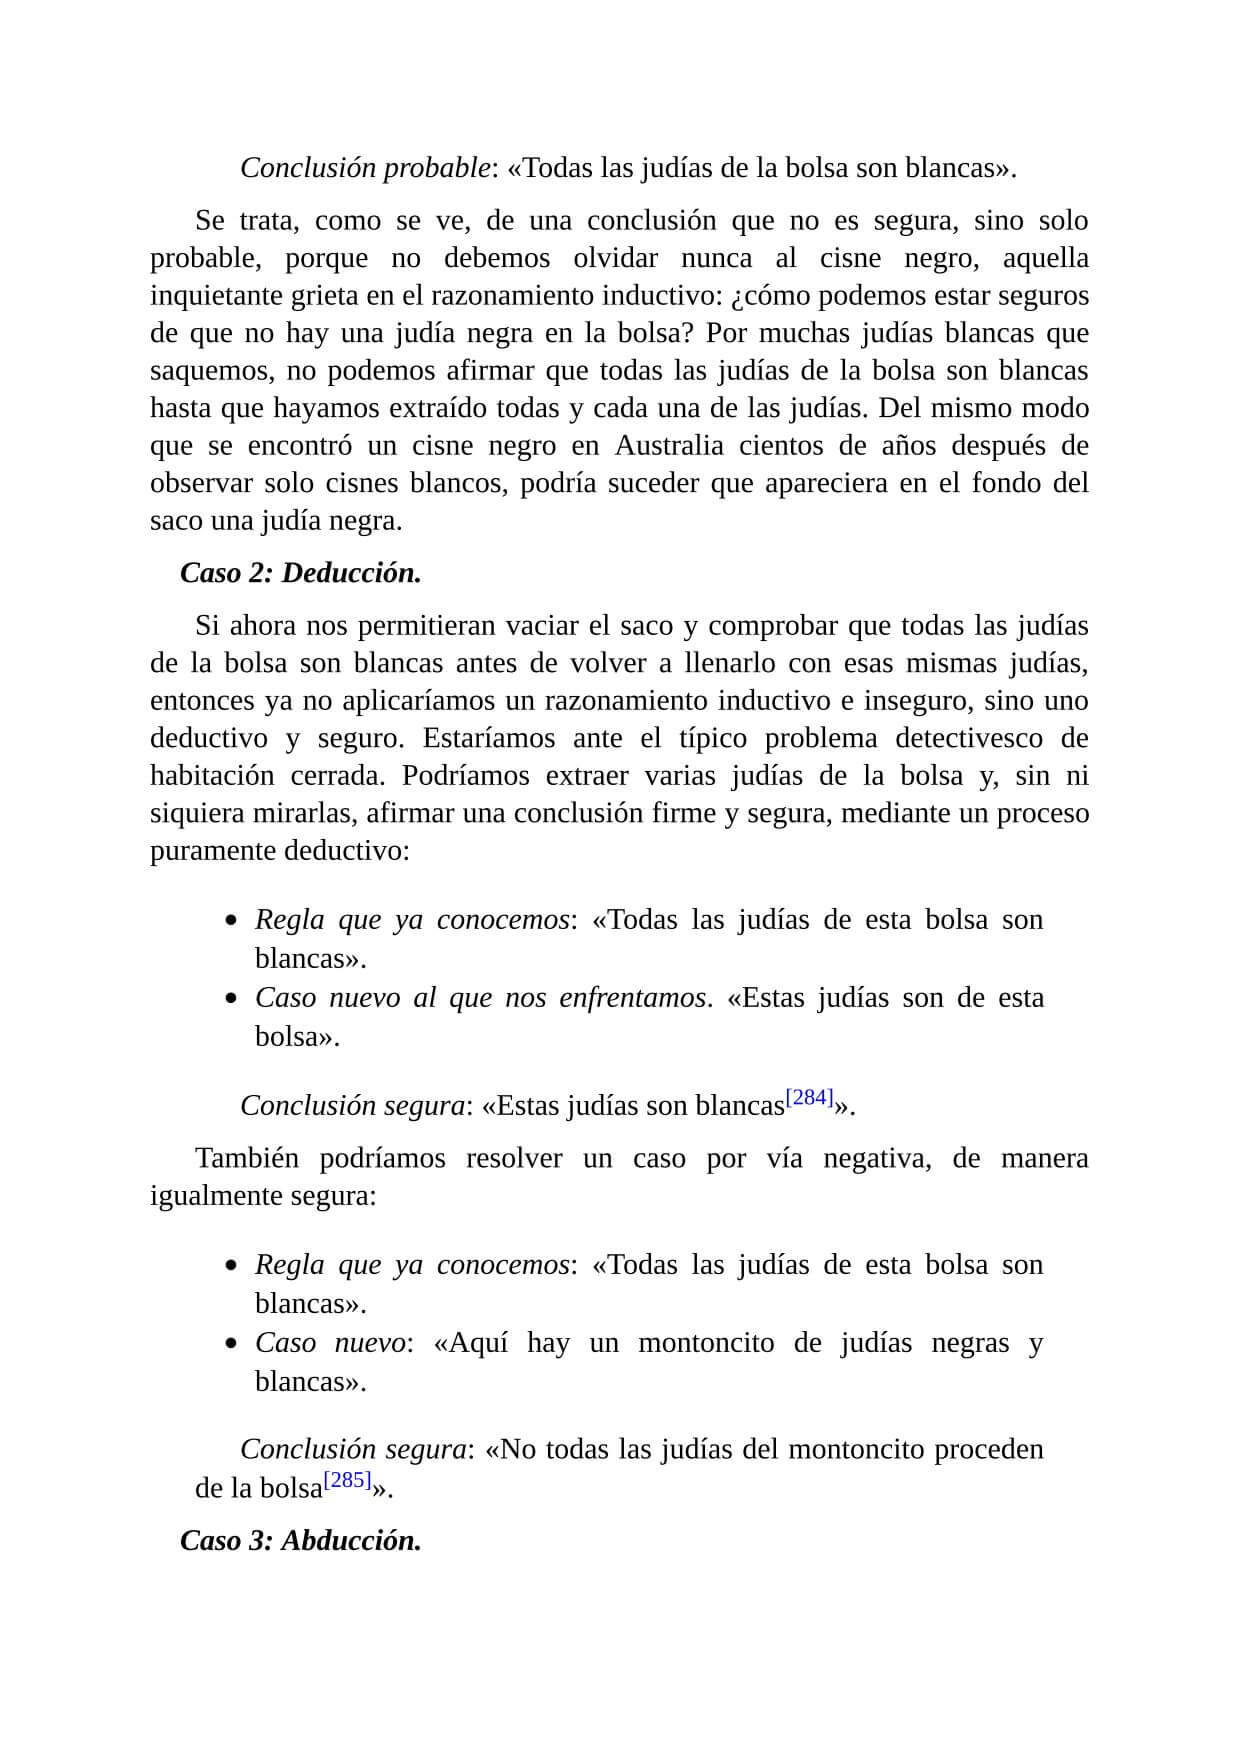 Conclusión probable: «Todas las judías de la bolsa son blancas».
Se trata, como se ve, de una conclusión que no es segura, sino solo
probable, porque no debemos olvidar nunca al cisne negro, aquella
inquietante grieta en el razonamiento inductivo: ¿cómo podemos estar seguros
de que no hay una judía negra en la bolsa? Por muchas judías blancas que
saquemos, no podemos afirmar que todas las judías de la bolsa son blancas
hasta que hayamos extraído todas y cada una de las judías. Del mismo modo
que se encontró un cisne negro en Australia cientos de años después de
observar solo cisnes blancos, podría suceder que apareciera en el fondo del
saco una judía negra.
Caso 2: Deducción.
Si ahora nos permitieran vaciar el saco y comprobar que todas las judías
de la bolsa son blancas antes de volver a llenarlo con esas mismas judías,
entonces ya no aplicaríamos un razonamiento inductivo e inseguro, sino uno
deductivo y seguro. Estaríamos ante el típico problema detectivesco de
habitación cerrada. Podríamos extraer varias judías de la bolsa y, sin ni
siquiera mirarlas, afirmar una conclusión firme y segura, mediante un proceso
puramente deductivo:
• Regla que ya conocemos: «Todas las judías de esta bolsa son
blancas».
• Caso nuevo al que nos enfrentamos. «Estas judías son de esta
bolsa».
Conclusión segura: «Estas judías son blancas[284]».
También podríamos resolver un caso por vía negativa, de manera
igualmente segura:
• Regla que ya conocemos: «Todas las judías de esta bolsa son
blancas».
• Caso nuevo: «Aquí hay un montoncito de judías negras y
blancas».
Conclusión segura: «No todas las judías del montoncito proceden
de la bolsa[285]».
Caso 3: Abducción.